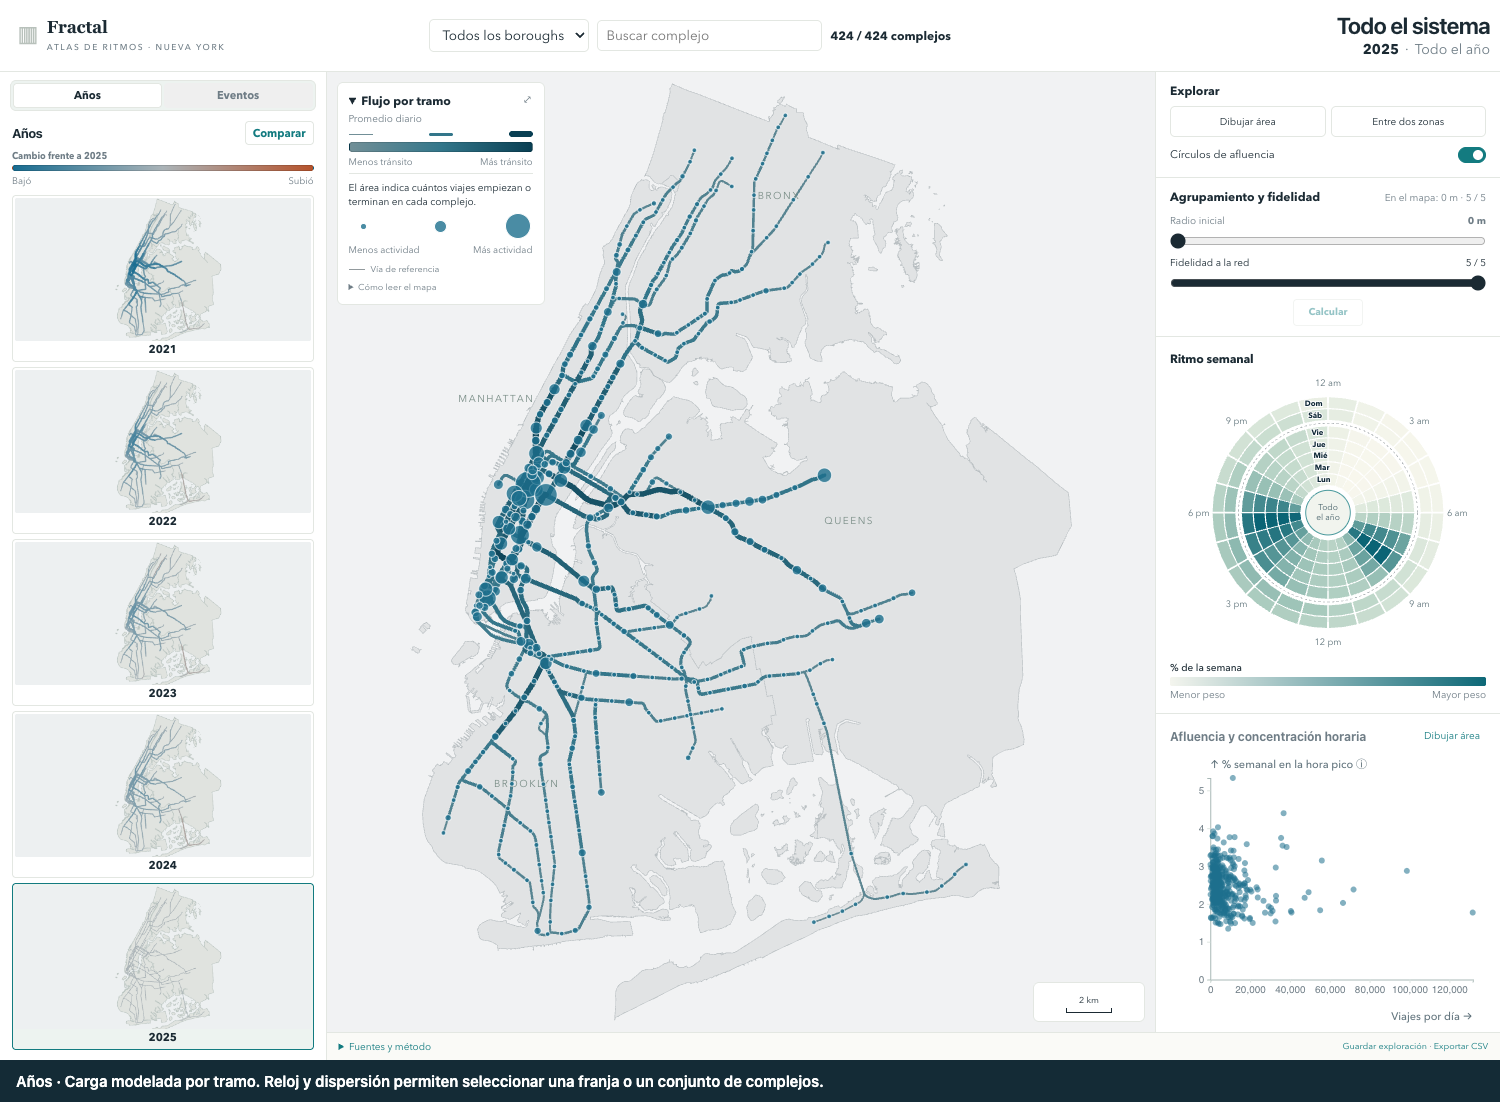 Fractal
ATLAS DE RITMOS · NUEVA YORK
Todos los boroughs
Buscar complejo
424 / 424 complejos
Todo el sistema
2025 · Todo el año
Años
Eventos
Años
Comparar
Cambio frente a 2025
Bajó
Subió
2021
2022
2023
2024
2025
▼ Flujo por tramo
Promedio diario
Menos tránsito
Más tránsito
El área indica cuántos viajes empiezan o
terminan en cada complejo.
Menos actividad
Más actividad
Vía de referencia
▶ Cómo leer el mapa
BRONX
MANHATTAN
QUEENS
BROOKLYN
2 km
▶ Fuentes y método
Guardar exploración · Exportar CSV
Explorar
Dibujar área
Entre dos zonas
Círculos de afluencia
Agrupamiento y fidelidad
En el mapa: 0 m · 5 / 5
Radio inicial
0 m
Fidelidad a la red
5 / 5
Calcular
Ritmo semanal
12 am
3 am
6 am
9 am
12 pm
3 pm
6 pm
9 pm
Dom
Sáb
Vie
Jue
Mié
Mar
Lun
Todo
el año
% de la semana
Menor peso
Mayor peso
Afluencia y concentración horaria
Dibujar área
↑ % semanal en la hora pico ⓘ
5
4
3
2
1
0
0 20,000 40,000 60,000 80,000 100,000 120,000
Viajes por día →
Años · Carga modelada por tramo. Reloj y dispersión permiten seleccionar una franja o un conjunto de complejos.